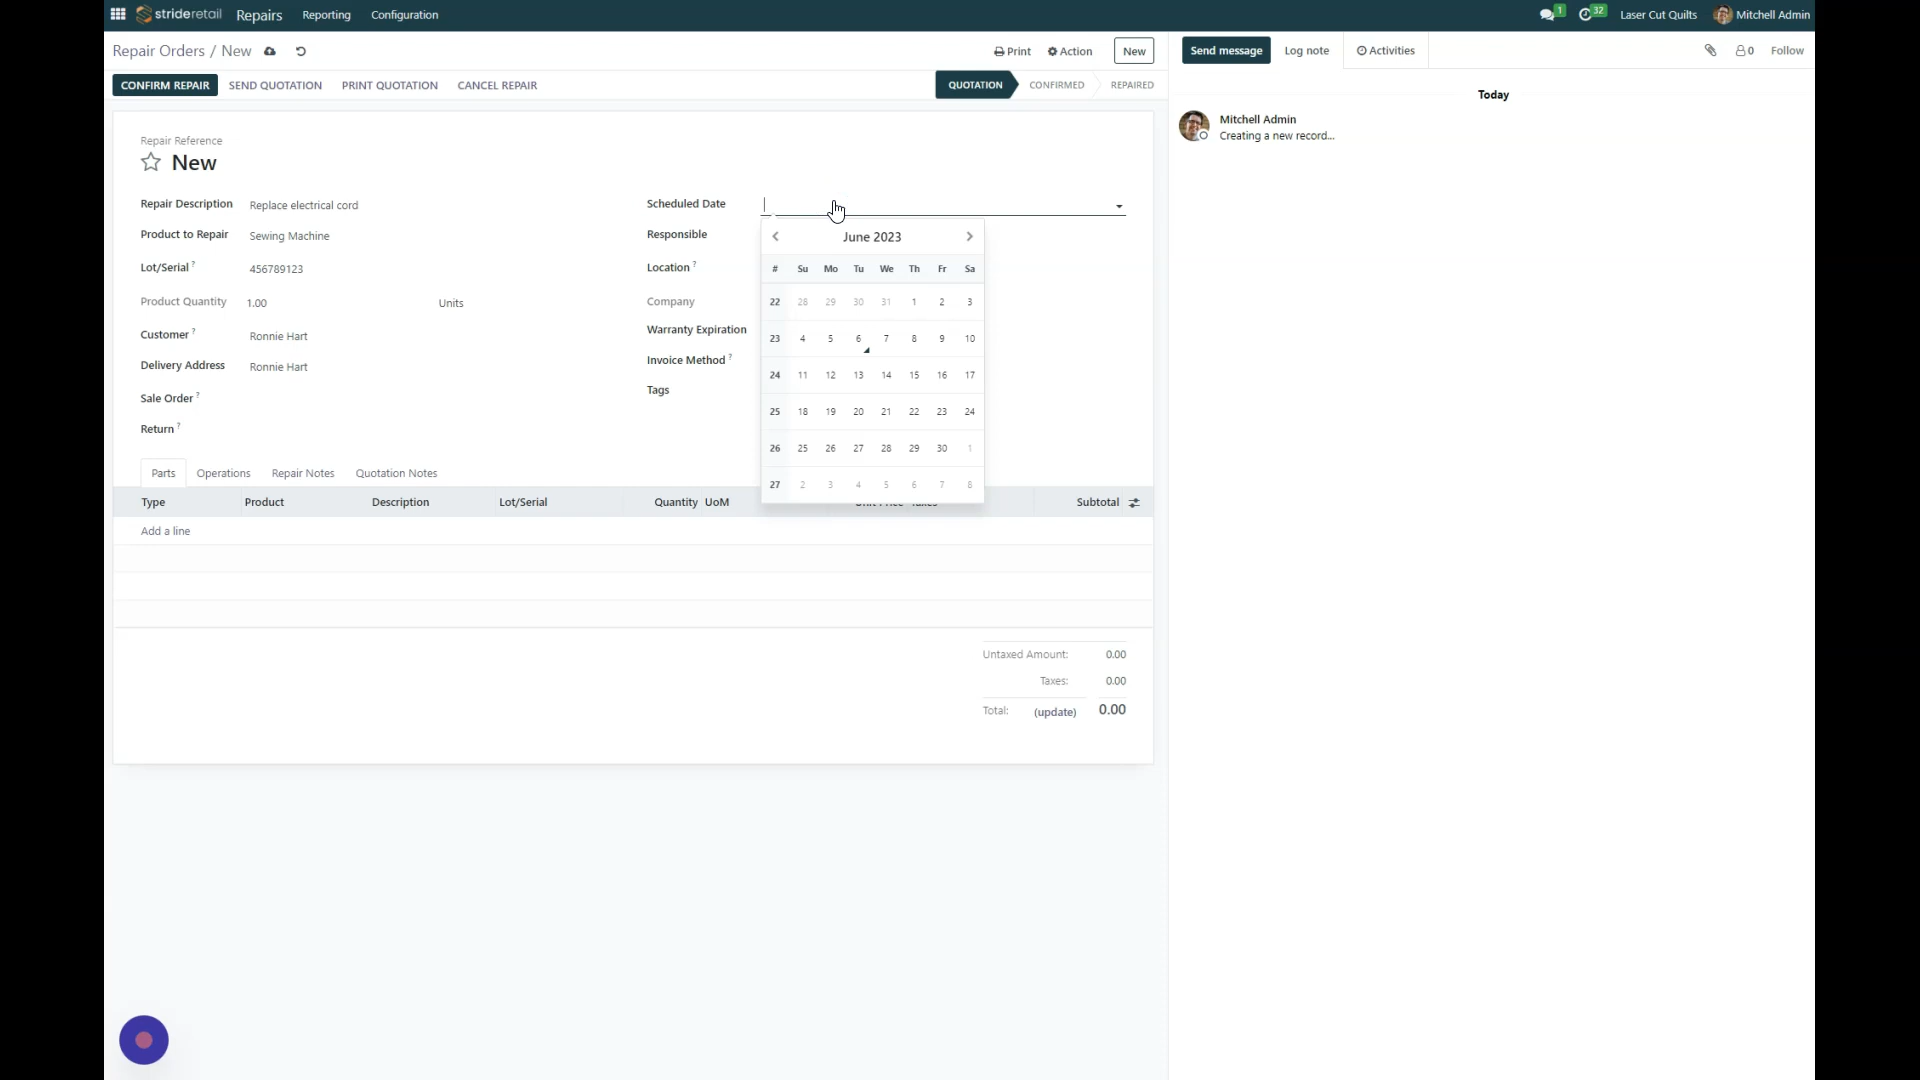 strideretail Repairs Reporting Configuration 1 32 Laser Cut Quilts Mitchell Admin
Repair Orders / New Print Action New
Send message Log note Activities 0 Follow
CONFIRM REPAIR SEND QUOTATION PRINT QUOTATION CANCEL REPAIR QUOTATION CONFIRMED REPAIRED
Today
Mitchell Admin
Creating a new record...
Repair Reference
New
Repair Description Replace electrical cord
Product to Repair Sewing Machine
Lot/Serial ? 456789123
Product Quantity 1.00 Units
Customer ? Ronnie Hart
Delivery Address Ronnie Hart
Sale Order ?
Return ?
Scheduled Date
Responsible
Location ?
Company
Warranty Expiration
Invoice Method ?
Tags
June 2023
# Su Mo Tu We Th Fr Sa
22 28 29 30 31 1 2 3
23 4 5 6 7 8 9 10
24 11 12 13 14 15 16 17
25 18 19 20 21 22 23 24
26 25 26 27 28 29 30 1
27 2 3 4 5 6 7 8
Parts Operations Repair Notes Quotation Notes
Type Product Description Lot/Serial Quantity UoM Unit Price Taxes Subtotal
Add a line
Untaxed Amount: 0.00
Taxes: 0.00
Total: (update) 0.00